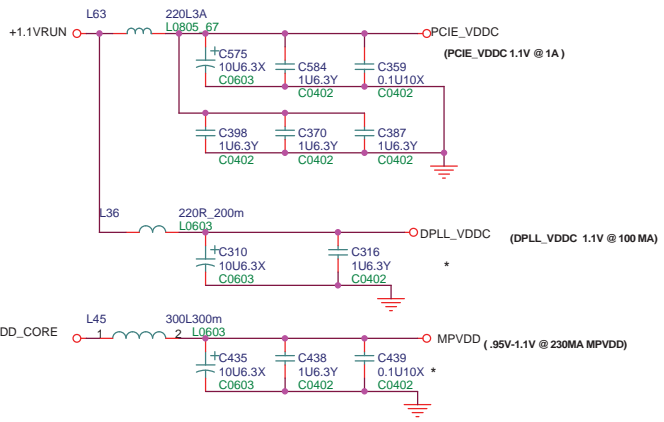 L63 220L3A
+1.1VRUN L0805_67 PCIE_VDDC
(PCIE_VDDC 1.1V @ 1A )
+ C575 C584 C359
10U6.3X 1U6.3Y 0.1U10X
C0603 C0402 C0402
C398 C370 C387
1U6.3Y 1U6.3Y 1U6.3Y
C0402 C0402 C0402
L36 220R_200m
L0603 DPLL_VDDC (DPLL_VDDC 1.1V @ 100 MA)
+ C310 C316
10U6.3X 1U6.3Y *
C0603 C0402
L45 300L300m
DD_CORE 1 2 L0603 MPVDD ( .95V-1.1V @ 230MA MPVDD)
+ C435 C438 C439
10U6.3X 1U6.3Y 0.1U10X *
C0603 C0402 C0402